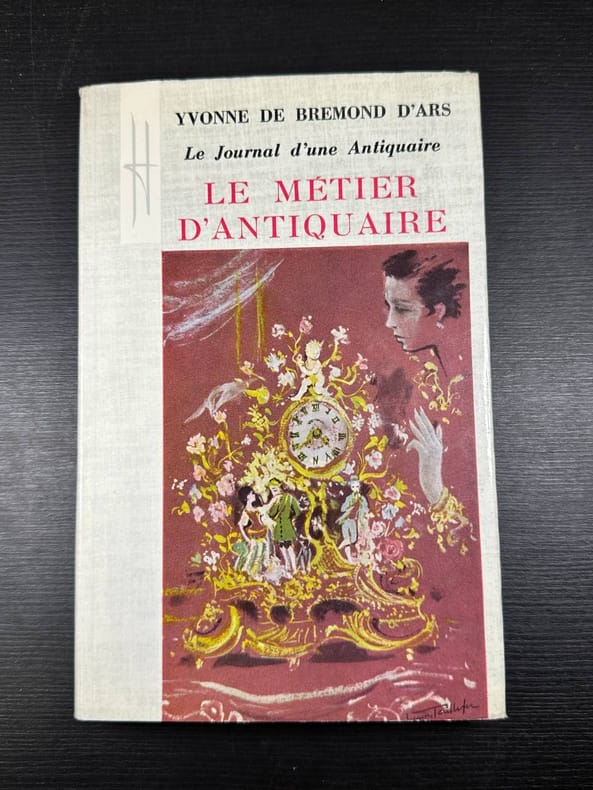 YVONNE DE BREMOND D'ARS
Le Journal d'une Antiquaire
LE MÉTIER
D'ANTIQUAIRE